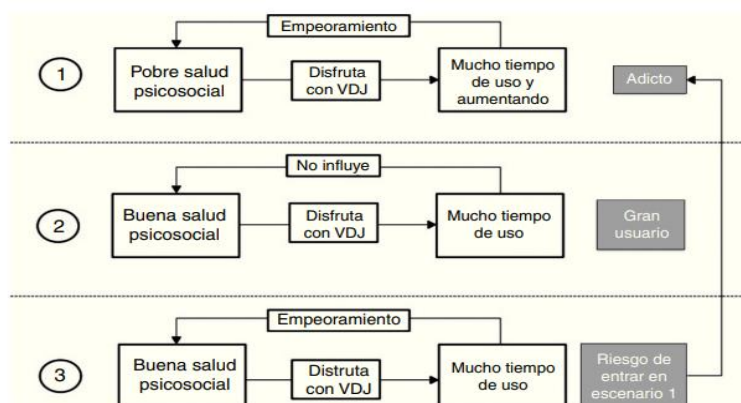 Empeoramiento
1
Pobre salud
psicosocial
Disfruta
con VDJ
Mucho tiempo
de uso y
aumentando
Adicto
No influye
2
Buena salud
psicosocial
Disfruta
con VDJ
Mucho tiempo
de uso
Gran
usuario
Empeoramiento
3
Buena salud
psicosocial
Distruta
con VDJ
Mucho tiempo
de uso
Riesgo de
entrar en
escenario 1